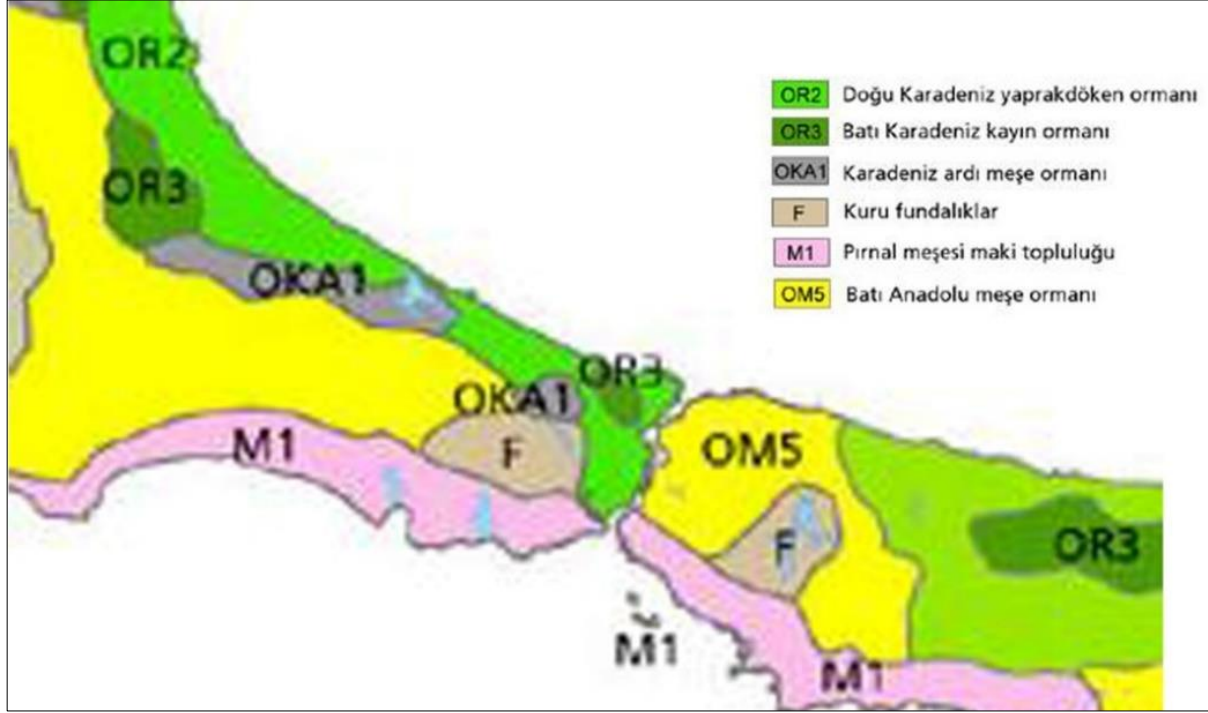 OR2
OR2 Doğu Karadeniz yaprakdöken ormanı
OR3 Batı Karadeniz kayın ormanı
OKA1 Karadeniz ardı meşe ormanı
OR3
F Kuru fundalıklar
M1 Pırnal meşesi maki topluluğu
OKA1
OM5 Batı Anadolu meşe ormanı
OR3
OKA1
M1
F
OM5
F
OR3
M1
M1